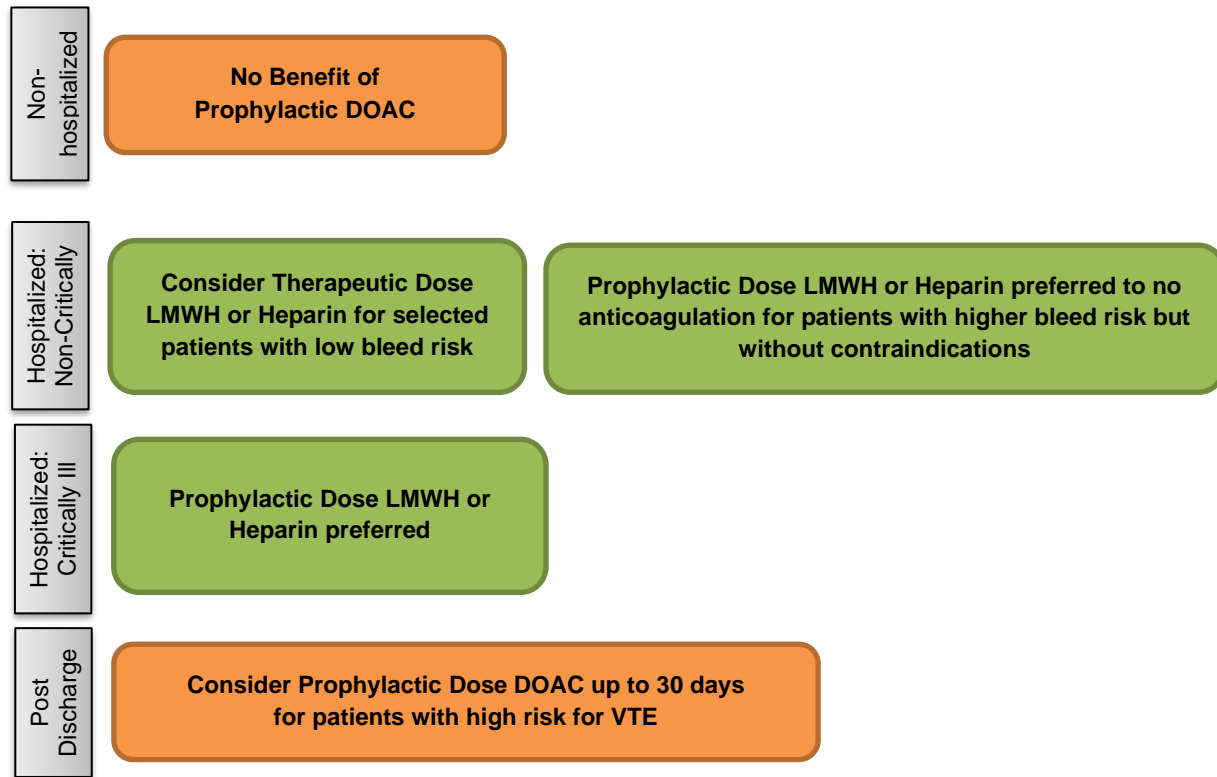 Non-
hospitalized
No Benefit of
Prophylactic DOAC
Hospitalized:
Non-Critically
Consider Therapeutic Dose
LMWH or Heparin for selected
patients with low bleed risk
Prophylactic Dose LMWH or Heparin preferred to no
anticoagulation for patients with higher bleed risk but
without contraindications
Hospitalized:
Critically Ill
Prophylactic Dose LMWH or
Heparin preferred
Post
Discharge
Consider Prophylactic Dose DOAC up to 30 days
for patients with high risk for VTE